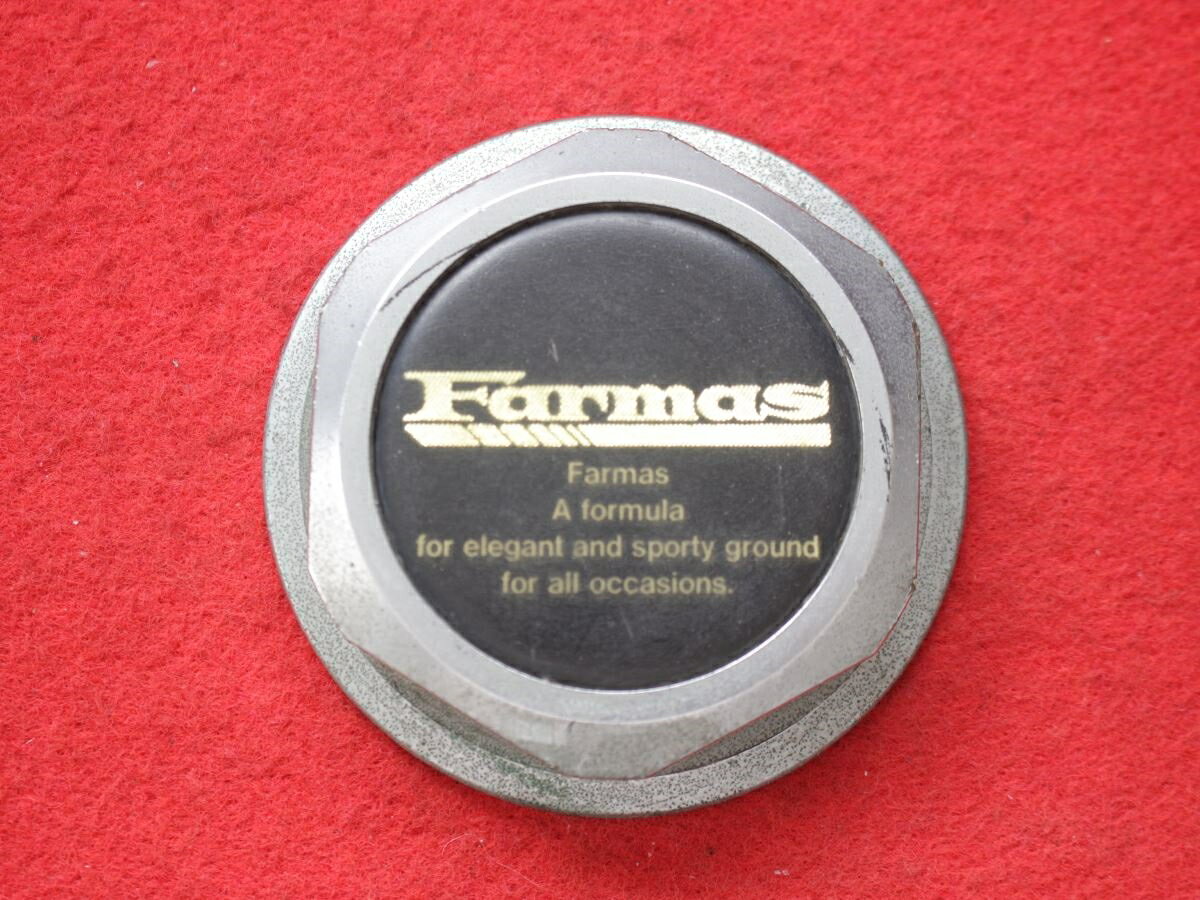 Farmas
Farmas
A formula
for elegant and sporty ground
for all occasions.